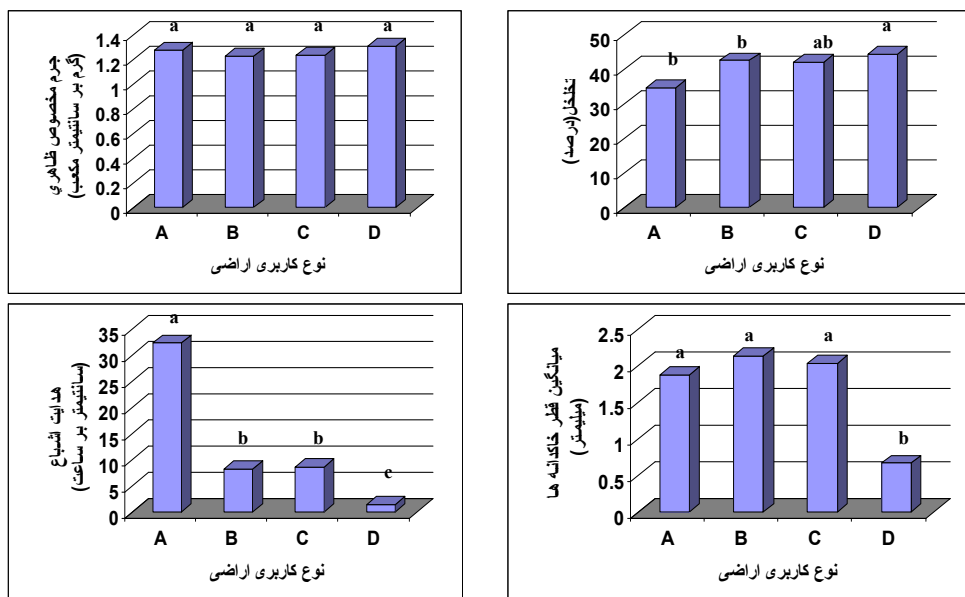 جرم مخصوص ظاهري
(گرم بر سانتیمتر مکعب)
1.4
1.2
1
0.8
0.6
0.4
0.2
0
a a a a
A B C D
نوع کاربری اراضی
تخلخل(درصد)
50
40
30
20
10
0
b b ab a
A B C D
نوع کاربری اراضی
هدایت اشباع
(سانتیمتر بر ساعت)
35
30
25
20
15
10
5
0
a b b c
A B C D
نوع کاربری اراضی
میانگین قطر خاکدانه ها
(میلیمتر)
2.5
2
1.5
1
0.5
0
a a a b
A B C D
نوع کاربری اراضی